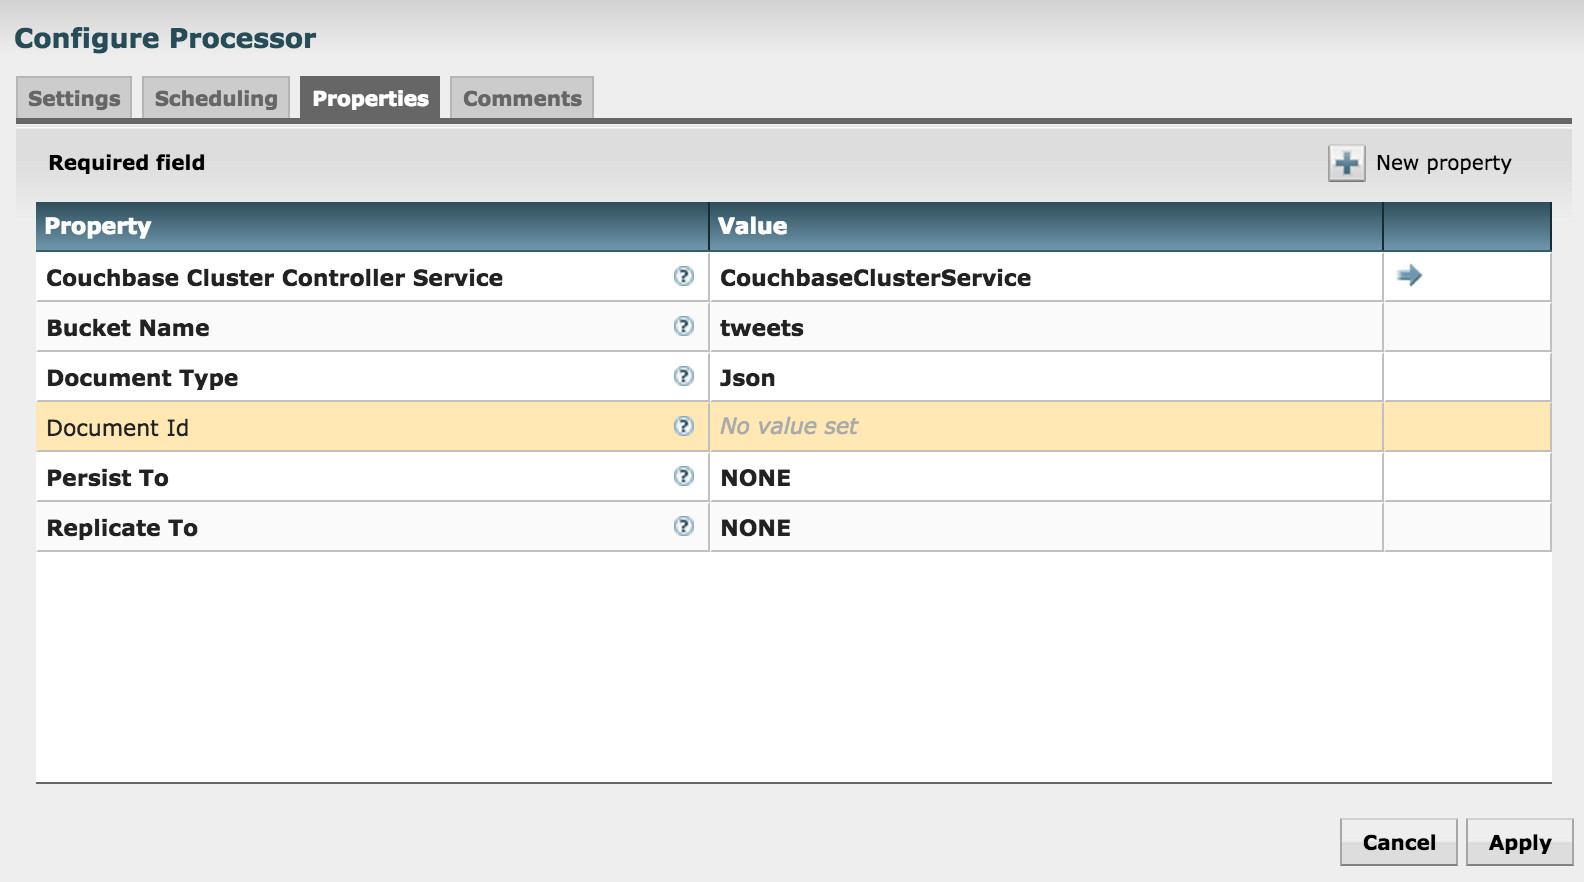 Configure Processor
Settings Scheduling Properties Comments
Required field New property
Property Value
Couchbase Cluster Controller Service ? CouchbaseClusterService
Bucket Name ? tweets
Document Type ? Json
Document Id ? No value set
Persist To ? NONE
Replicate To ? NONE
Cancel Apply